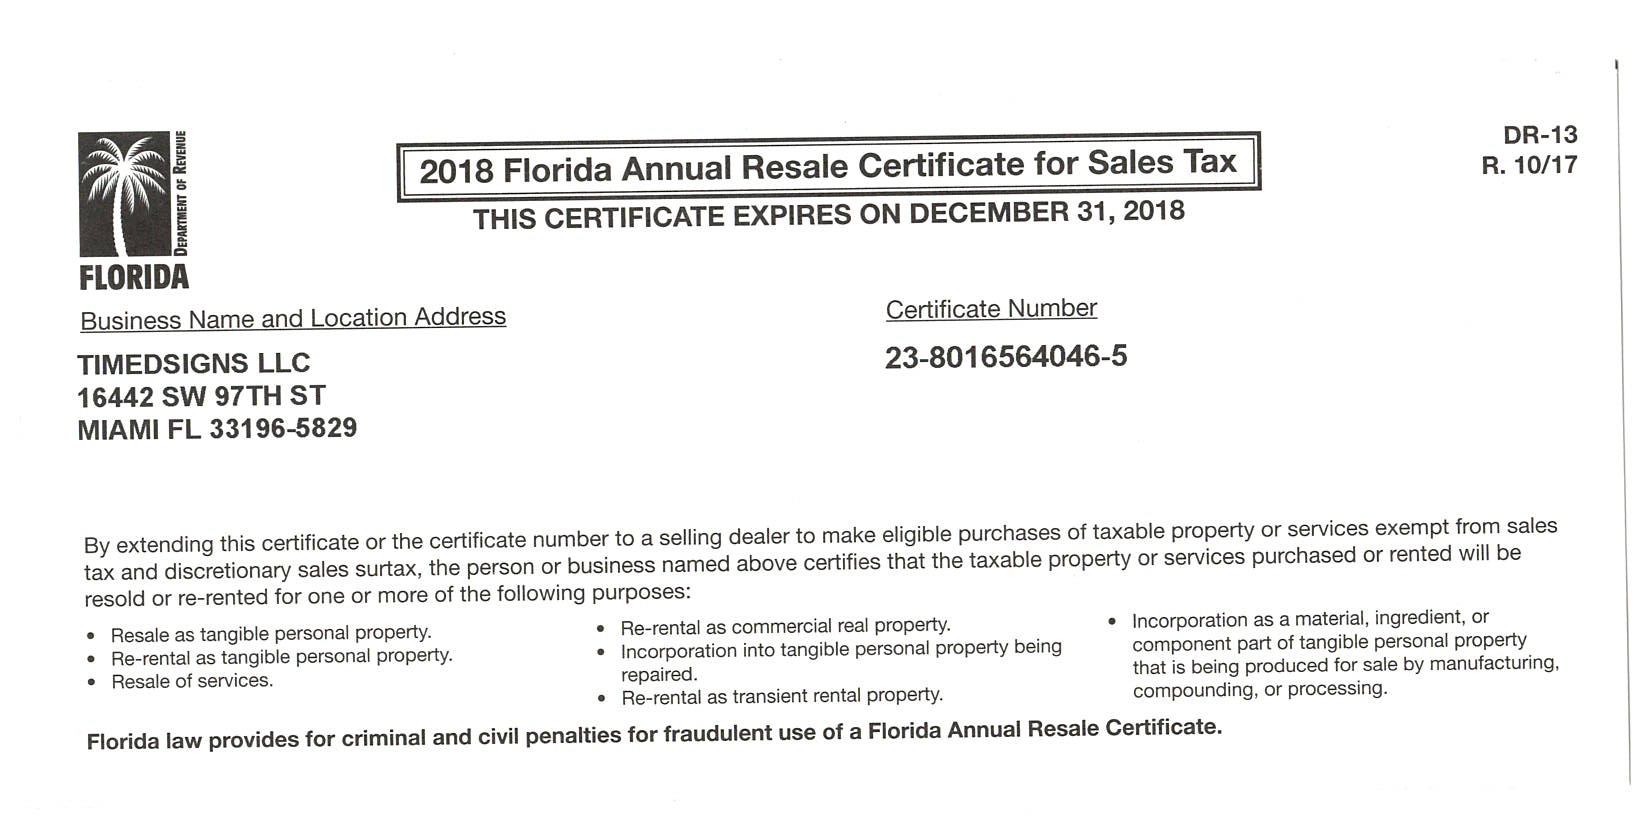 DEPARTMENT OF REVENUE
FLORIDA
2018 Florida Annual Resale Certificate for Sales Tax
THIS CERTIFICATE EXPIRES ON DECEMBER 31, 2018
DR-13
R. 10/17
Business Name and Location Address
TIMEDSIGNS LLC
16442 SW 97TH ST
MIAMI FL 33196-5829
Certificate Number
23-8016564046-5
By extending this certificate or the certificate number to a selling dealer to make eligible purchases of taxable property or services exempt from sales
tax and discretionary sales surtax, the person or business named above certifies that the taxable property or services purchased or rented will be
resold or re-rented for one or more of the following purposes:
• Resale as tangible personal property.
• Re-rental as tangible personal property.
• Resale of services.
• Re-rental as commercial real property.
• Incorporation into tangible personal property being
repaired.
• Re-rental as transient rental property.
• Incorporation as a material, ingredient, or
component part of tangible personal property
that is being produced for sale by manufacturing,
compounding, or processing.
Florida law provides for criminal and civil penalties for fraudulent use of a Florida Annual Resale Certificate.